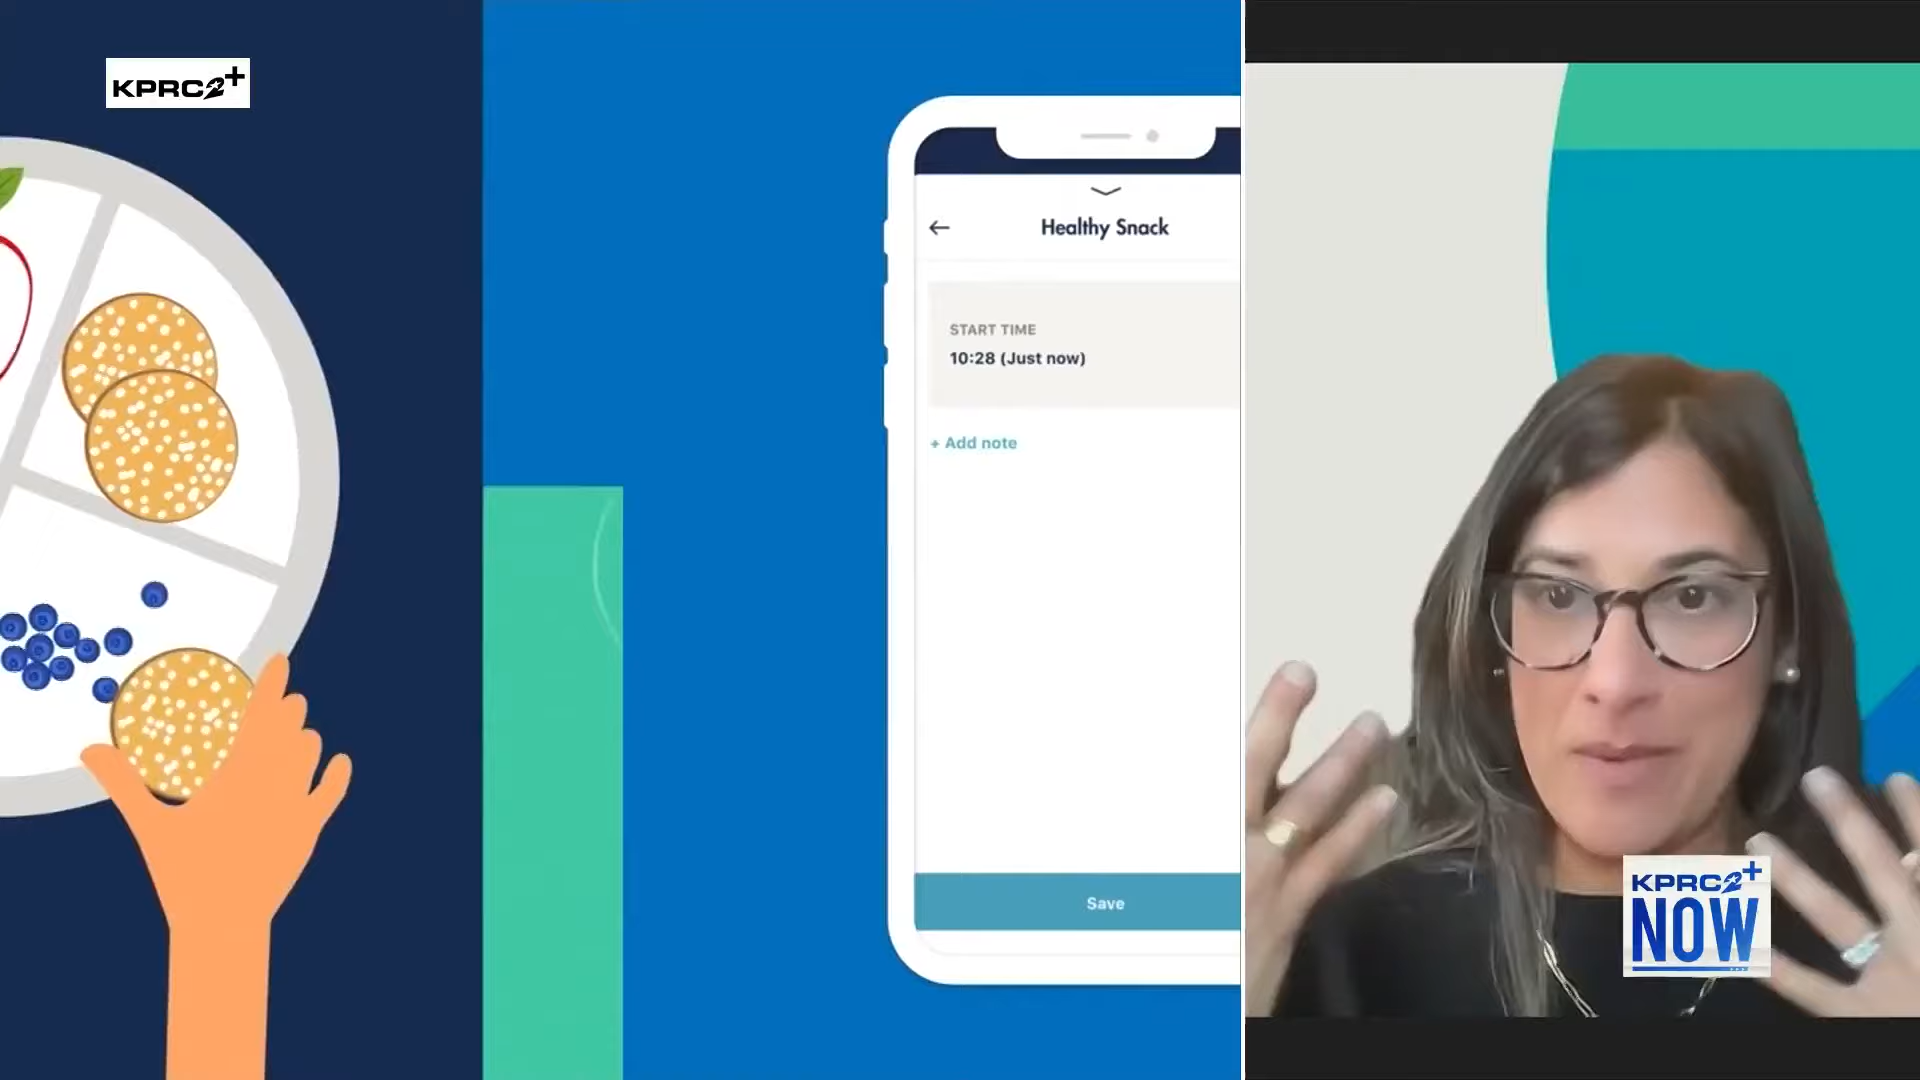 KPRC2+
Healthy Snack
START TIME
10:28 (Just now)
+ Add note
Save
KPRC2+
NOW